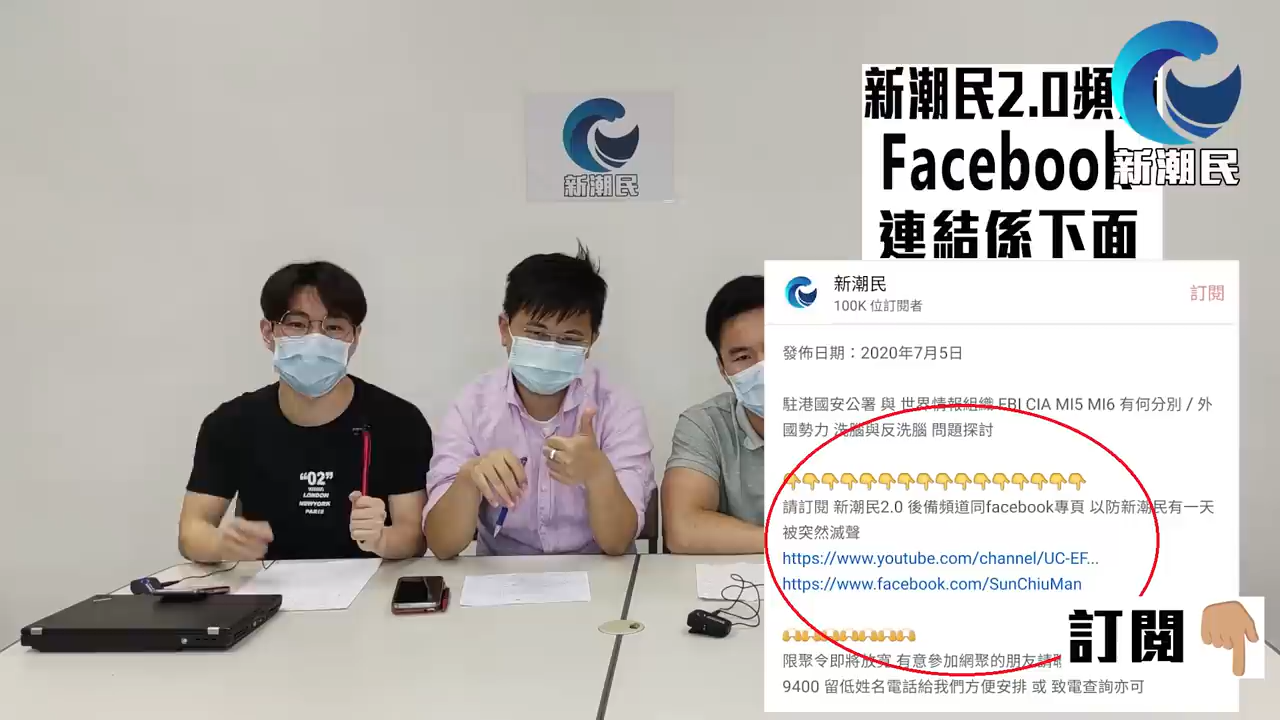 新潮民
“02”
LONDON
NEWYORK
PARIS
新潮民2.0頻
Facebook
連結係下面
新潮民
新潮民
100K 位訂閱者
訂閱
發佈日期：2020年7月5日
駐港國安公署 與 世界情報組織 FBI CIA MI5 MI6 有何分別 / 外
國勢力 洗腦與反洗腦 問題探討
請訂閱 新潮民2.0 後備頻道同facebook專頁 以防新潮民有一天
被突然滅聲
https://www.youtube.com/channel/UC-EF...
https://www.facebook.com/SunChiuMan
限聚令即將放寬 有意參加網聚的朋友請
9400 留低姓名電話給我們方便安排 或 致電查詢亦可
訂閱